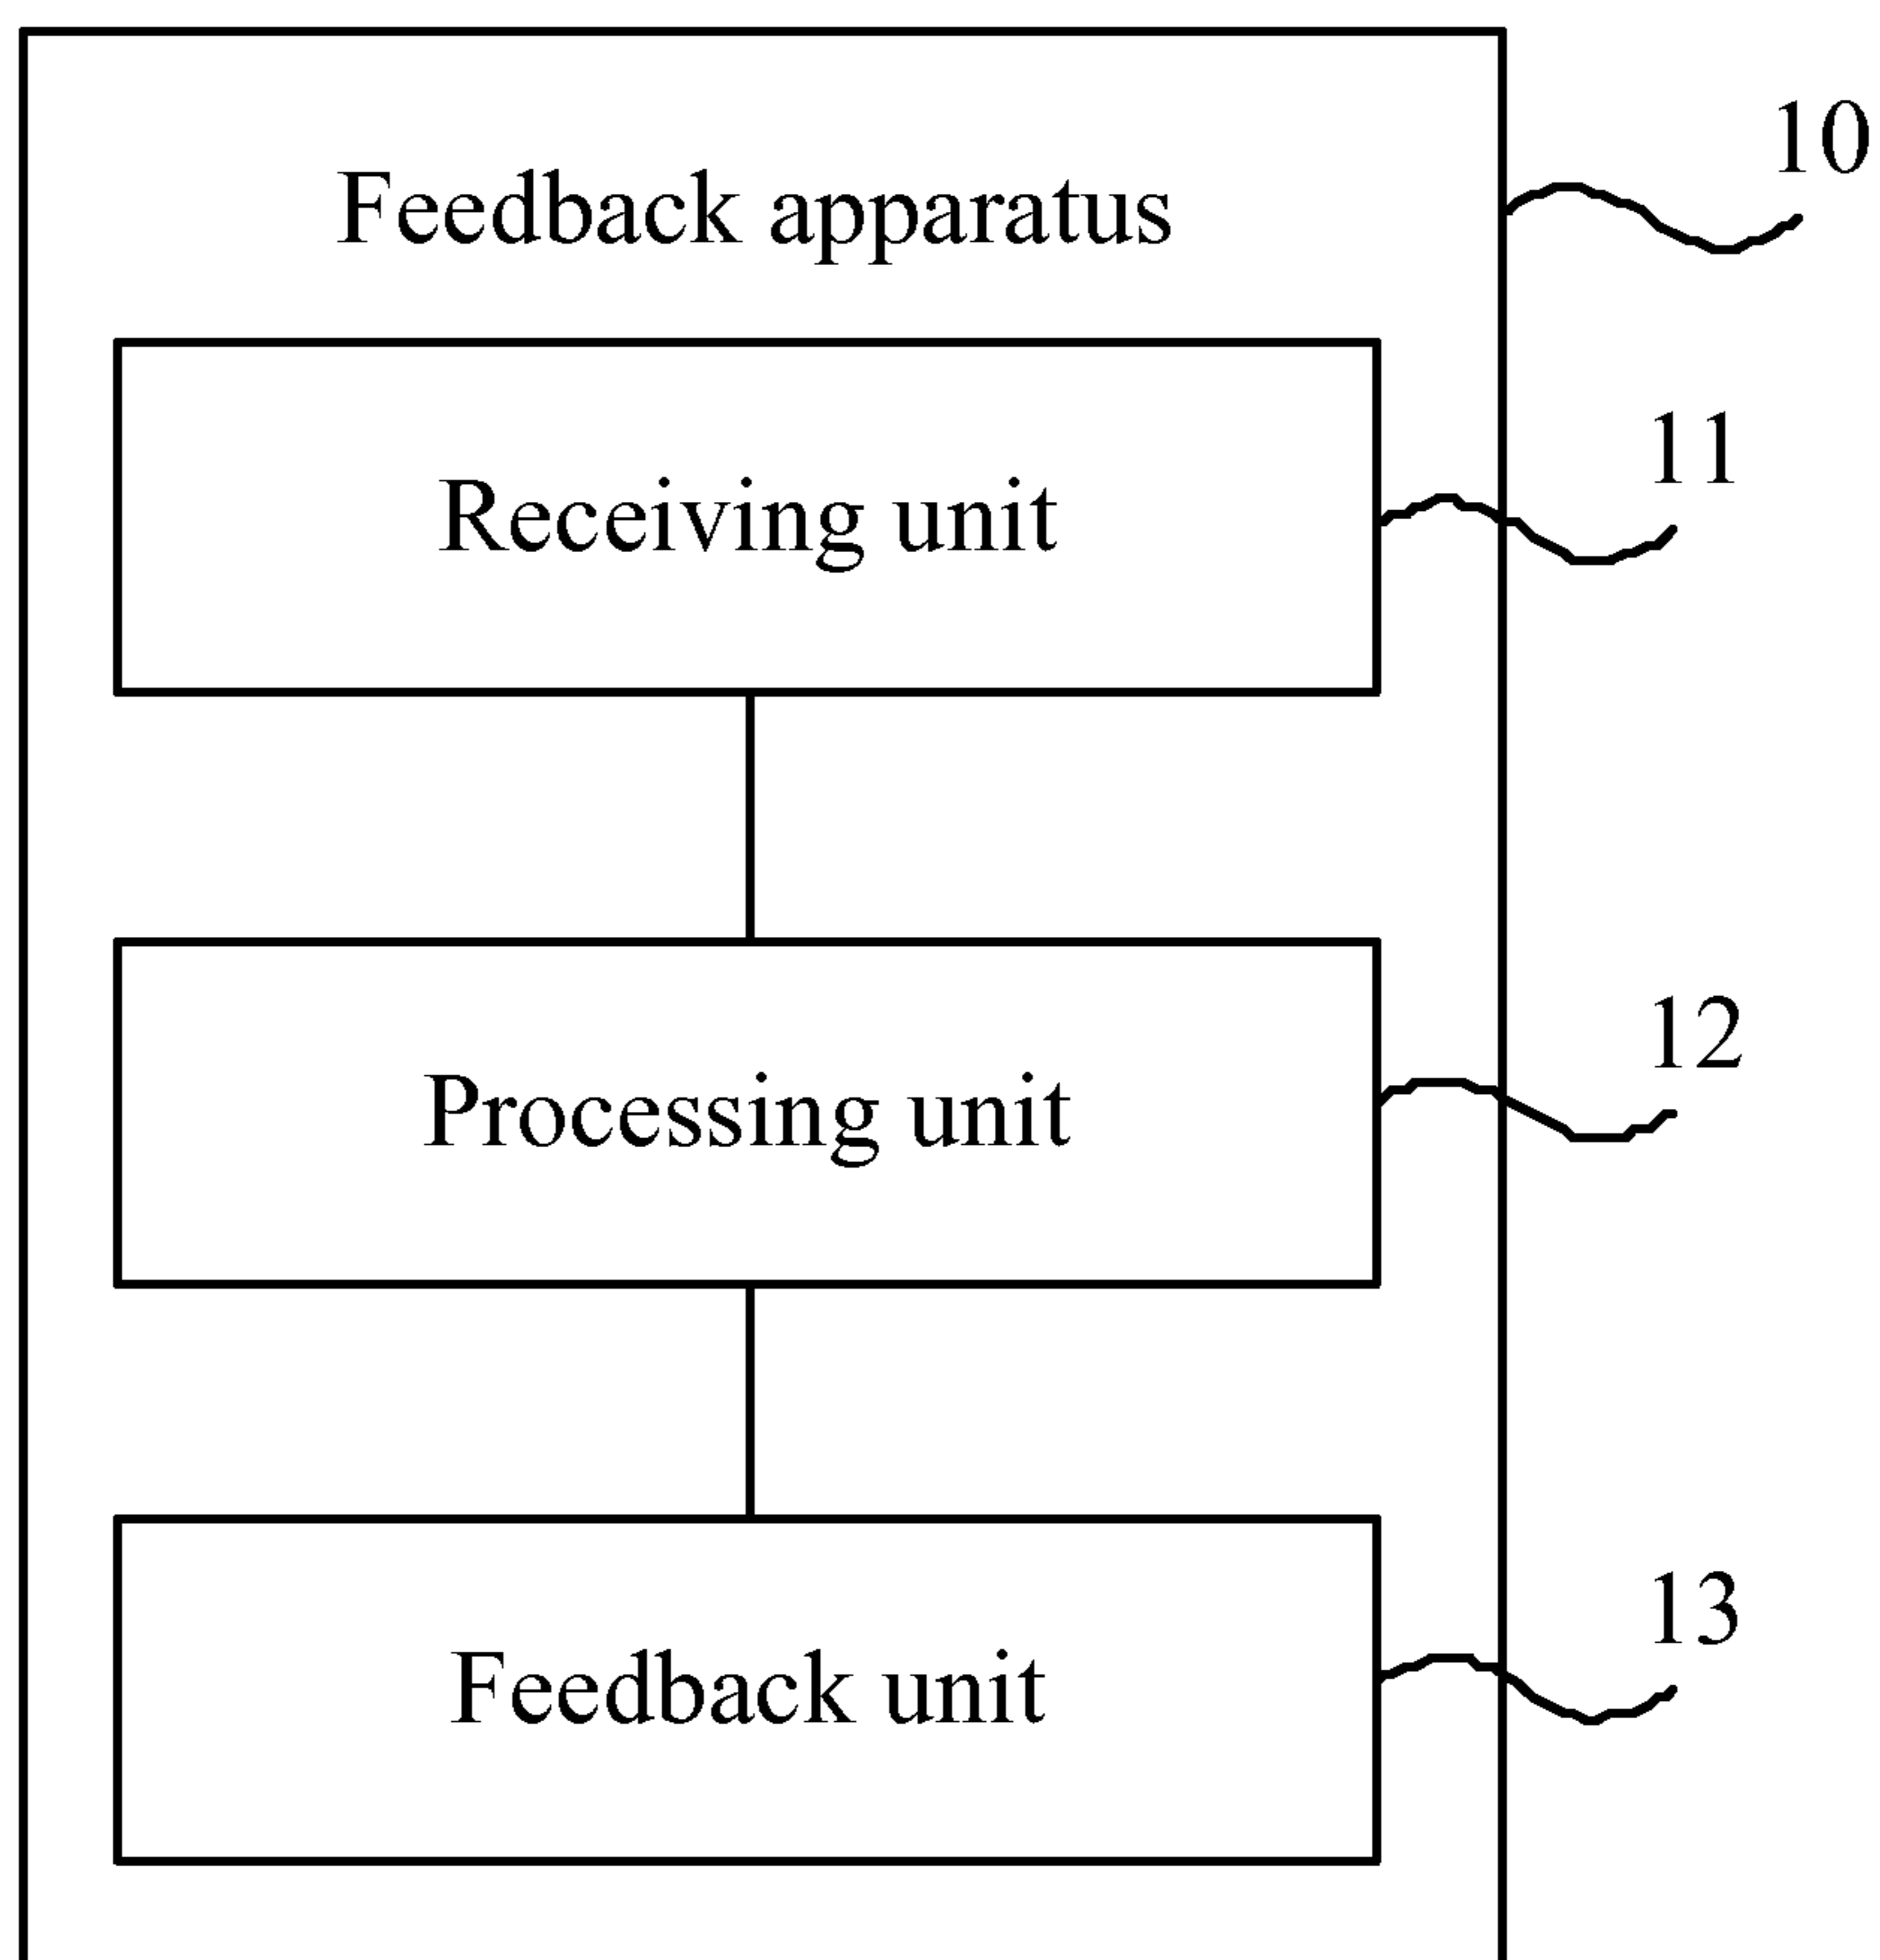 10
Feedback apparatus
11
Receiving unit
12
Processing unit
13
Feedback unit